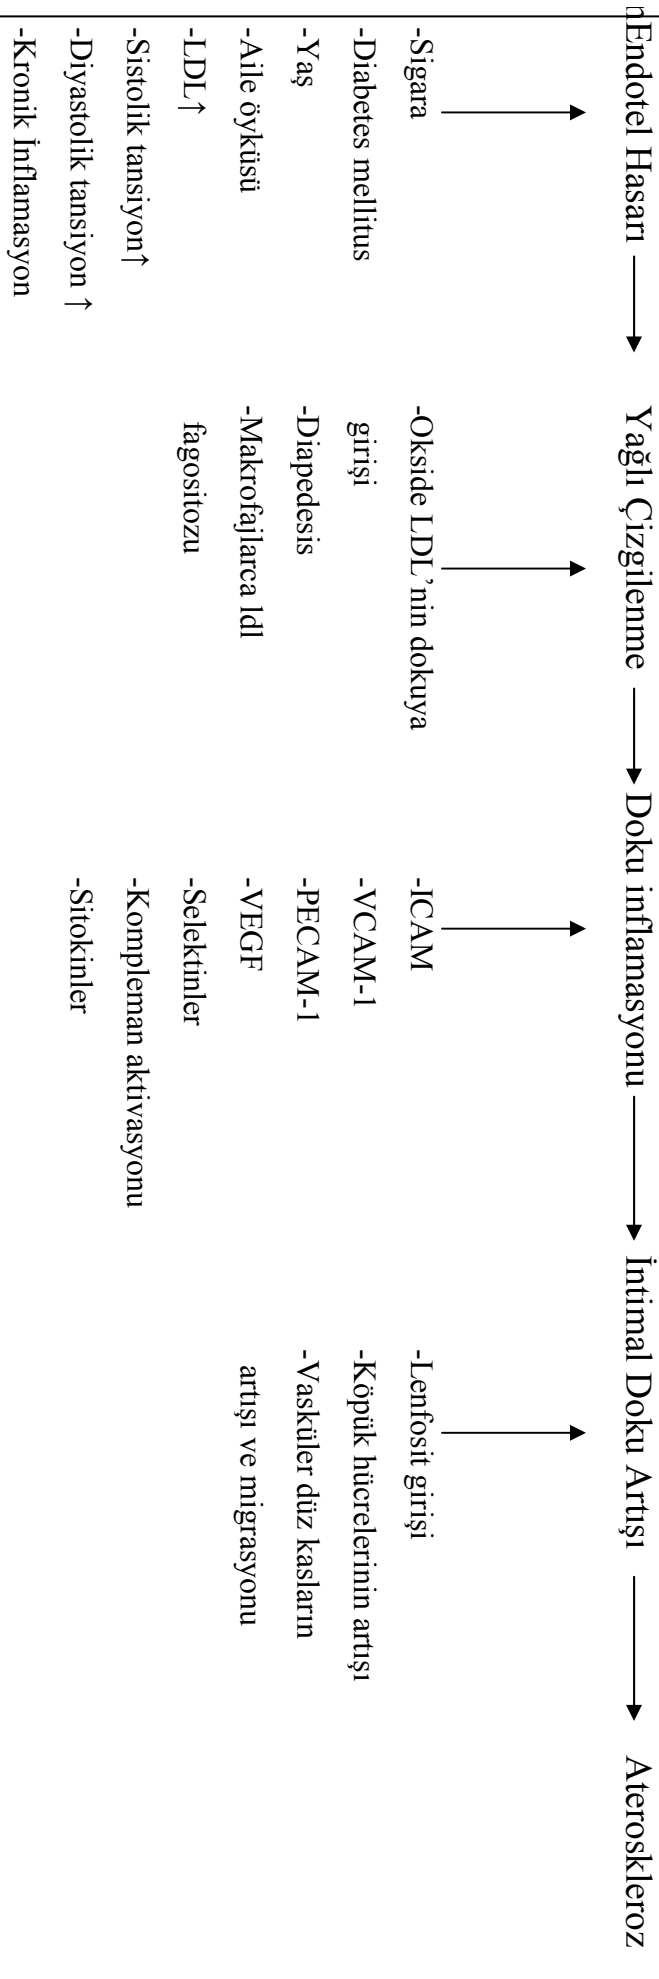 nEndotel Hasarı
Yağlı Çizgilenme
Doku inflamasyonu
İntimal Doku Artışı
Ateroskleroz
-Sigara
-Diabetes mellitus
-Yaş
-Aile öyküsü
-LDL↑
-Sistolik tansiyon↑
-Diyastolik tansiyon ↑
-Kronik İnflamasyon
-Okside LDL’nin dokuya
girişi
-Diapedesis
-Makrofajlarca ldl
fagositozu
-ICAM
-VCAM-1
-PECAM-1
-VEGF
-Selektinler
-Kompleman aktivasyonu
-Sitokinler
-Lenfosit girişi
-Köpük hücrelerinin artışı
-Vasküler düz kasların
artışı ve migrasyonu